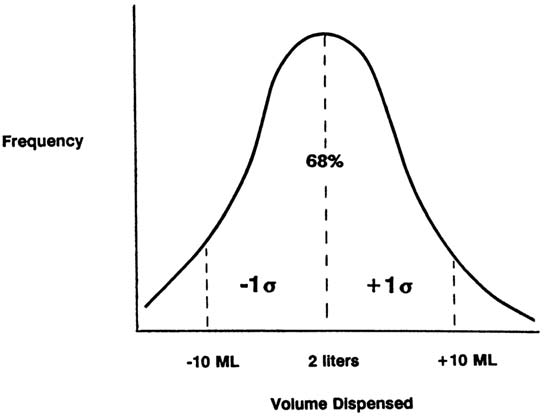 Frequency
68%
-1σ
+1σ
-10 ML
2 liters
+10 ML
Volume Dispensed